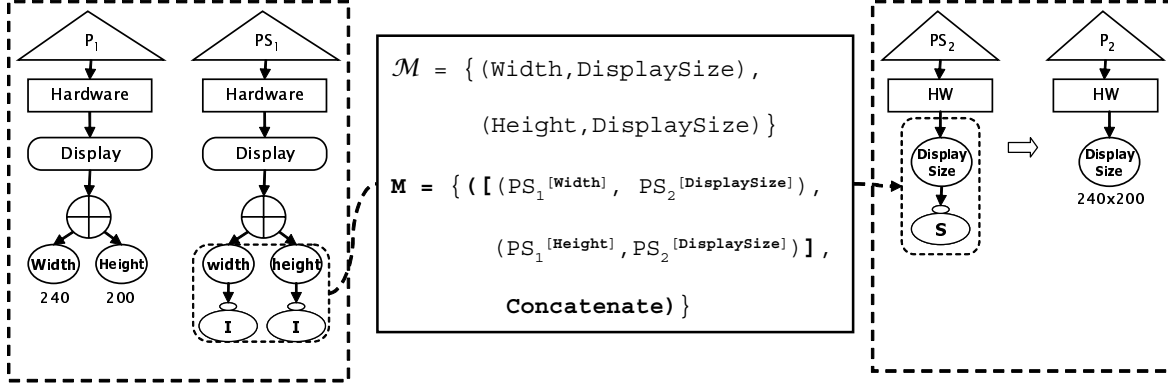 P1
Hardware
Display
Width
Height
240
200
PS1
Hardware
Display
width
height
I
I
ℳ = {(Width,DisplaySize),
(Height,DisplaySize)}
M = {([(PS1[Width], PS2[DisplaySize]),
(PS1[Height],PS2[DisplaySize])],
Concatenate)}
PS2
HW
Display
Size
S
P2
HW
Display
Size
240x200